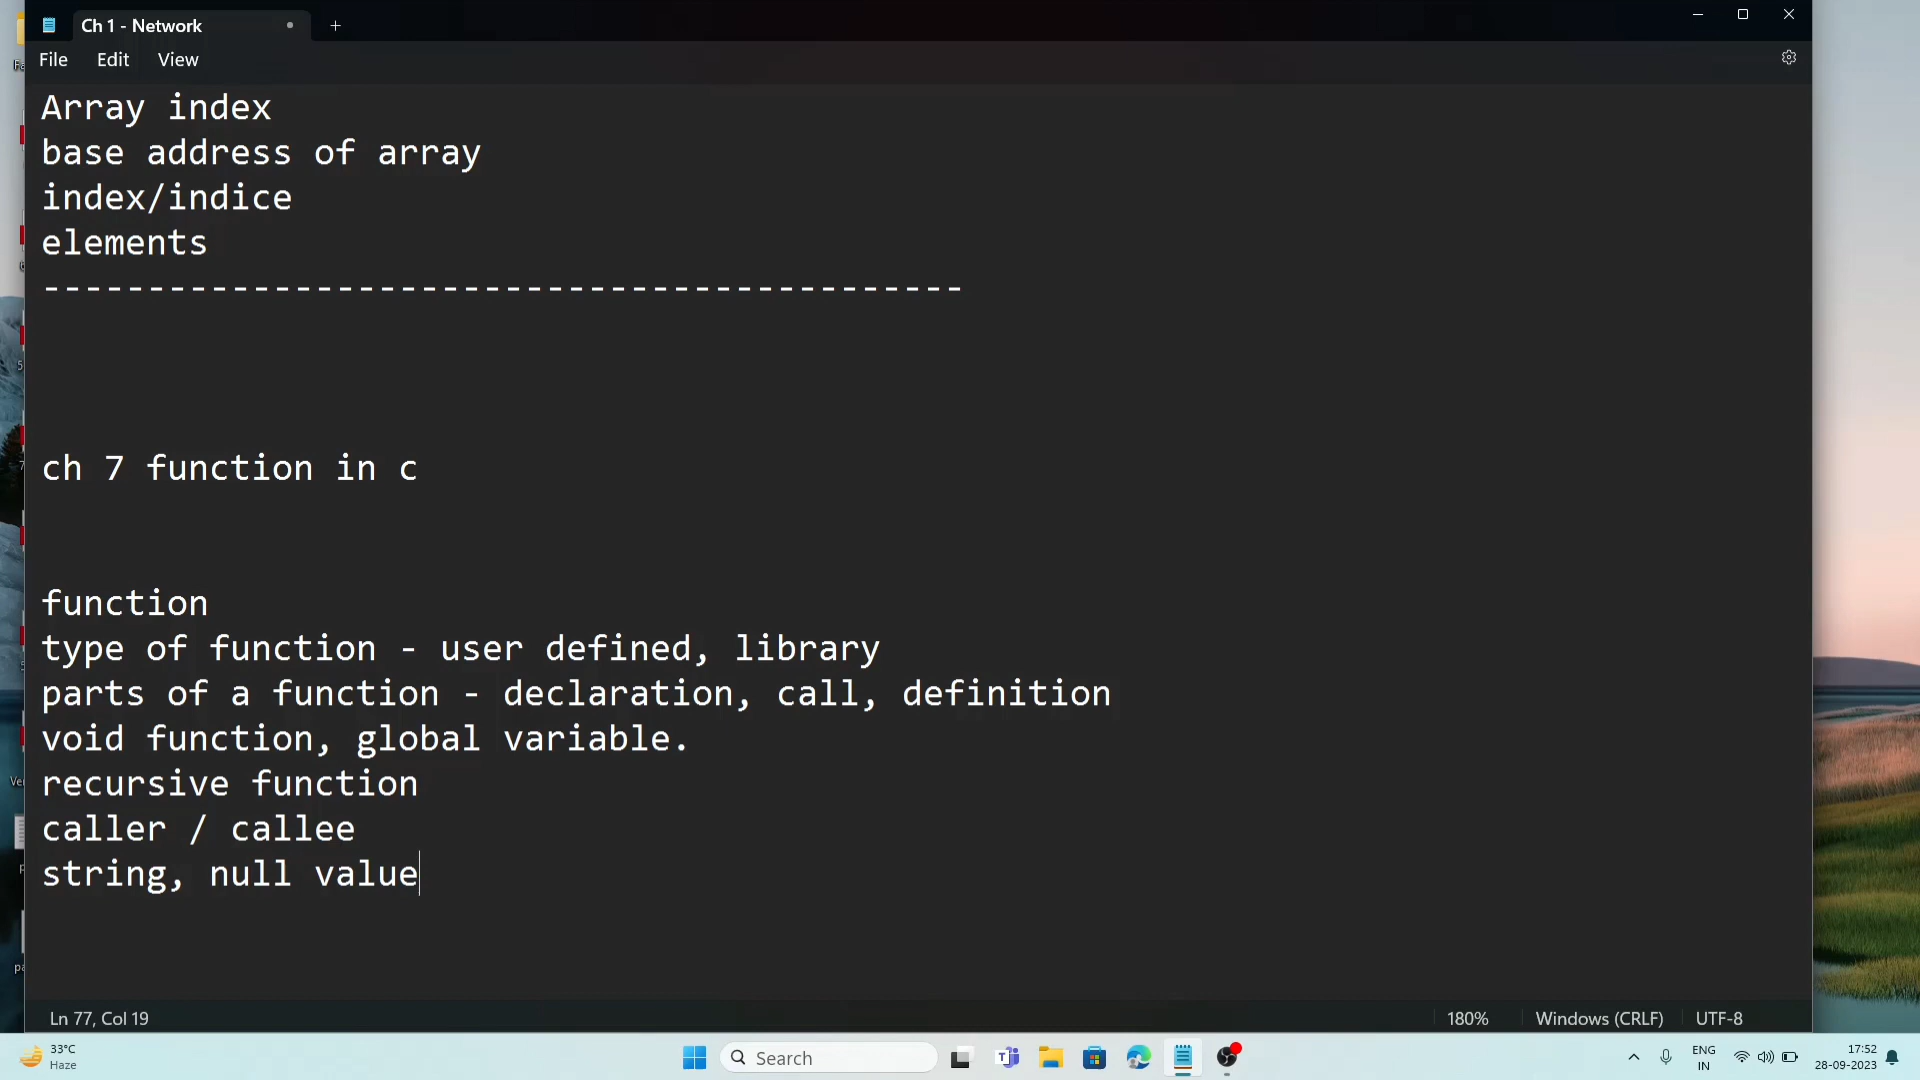 Ch 1 - Network
File Edit View
Array index
base address of array
index/indice
elements
--------------------------------------------
ch 7 function in c
function
type of function - user defined, library
parts of a function - declaration, call, definition
void function, global variable.
recursive function
caller / callee
string, null value
Ln 77, Col 19 180% Windows (CRLF) UTF-8
33°C
Haze
Search
ENG
IN
17:52
28-09-2023